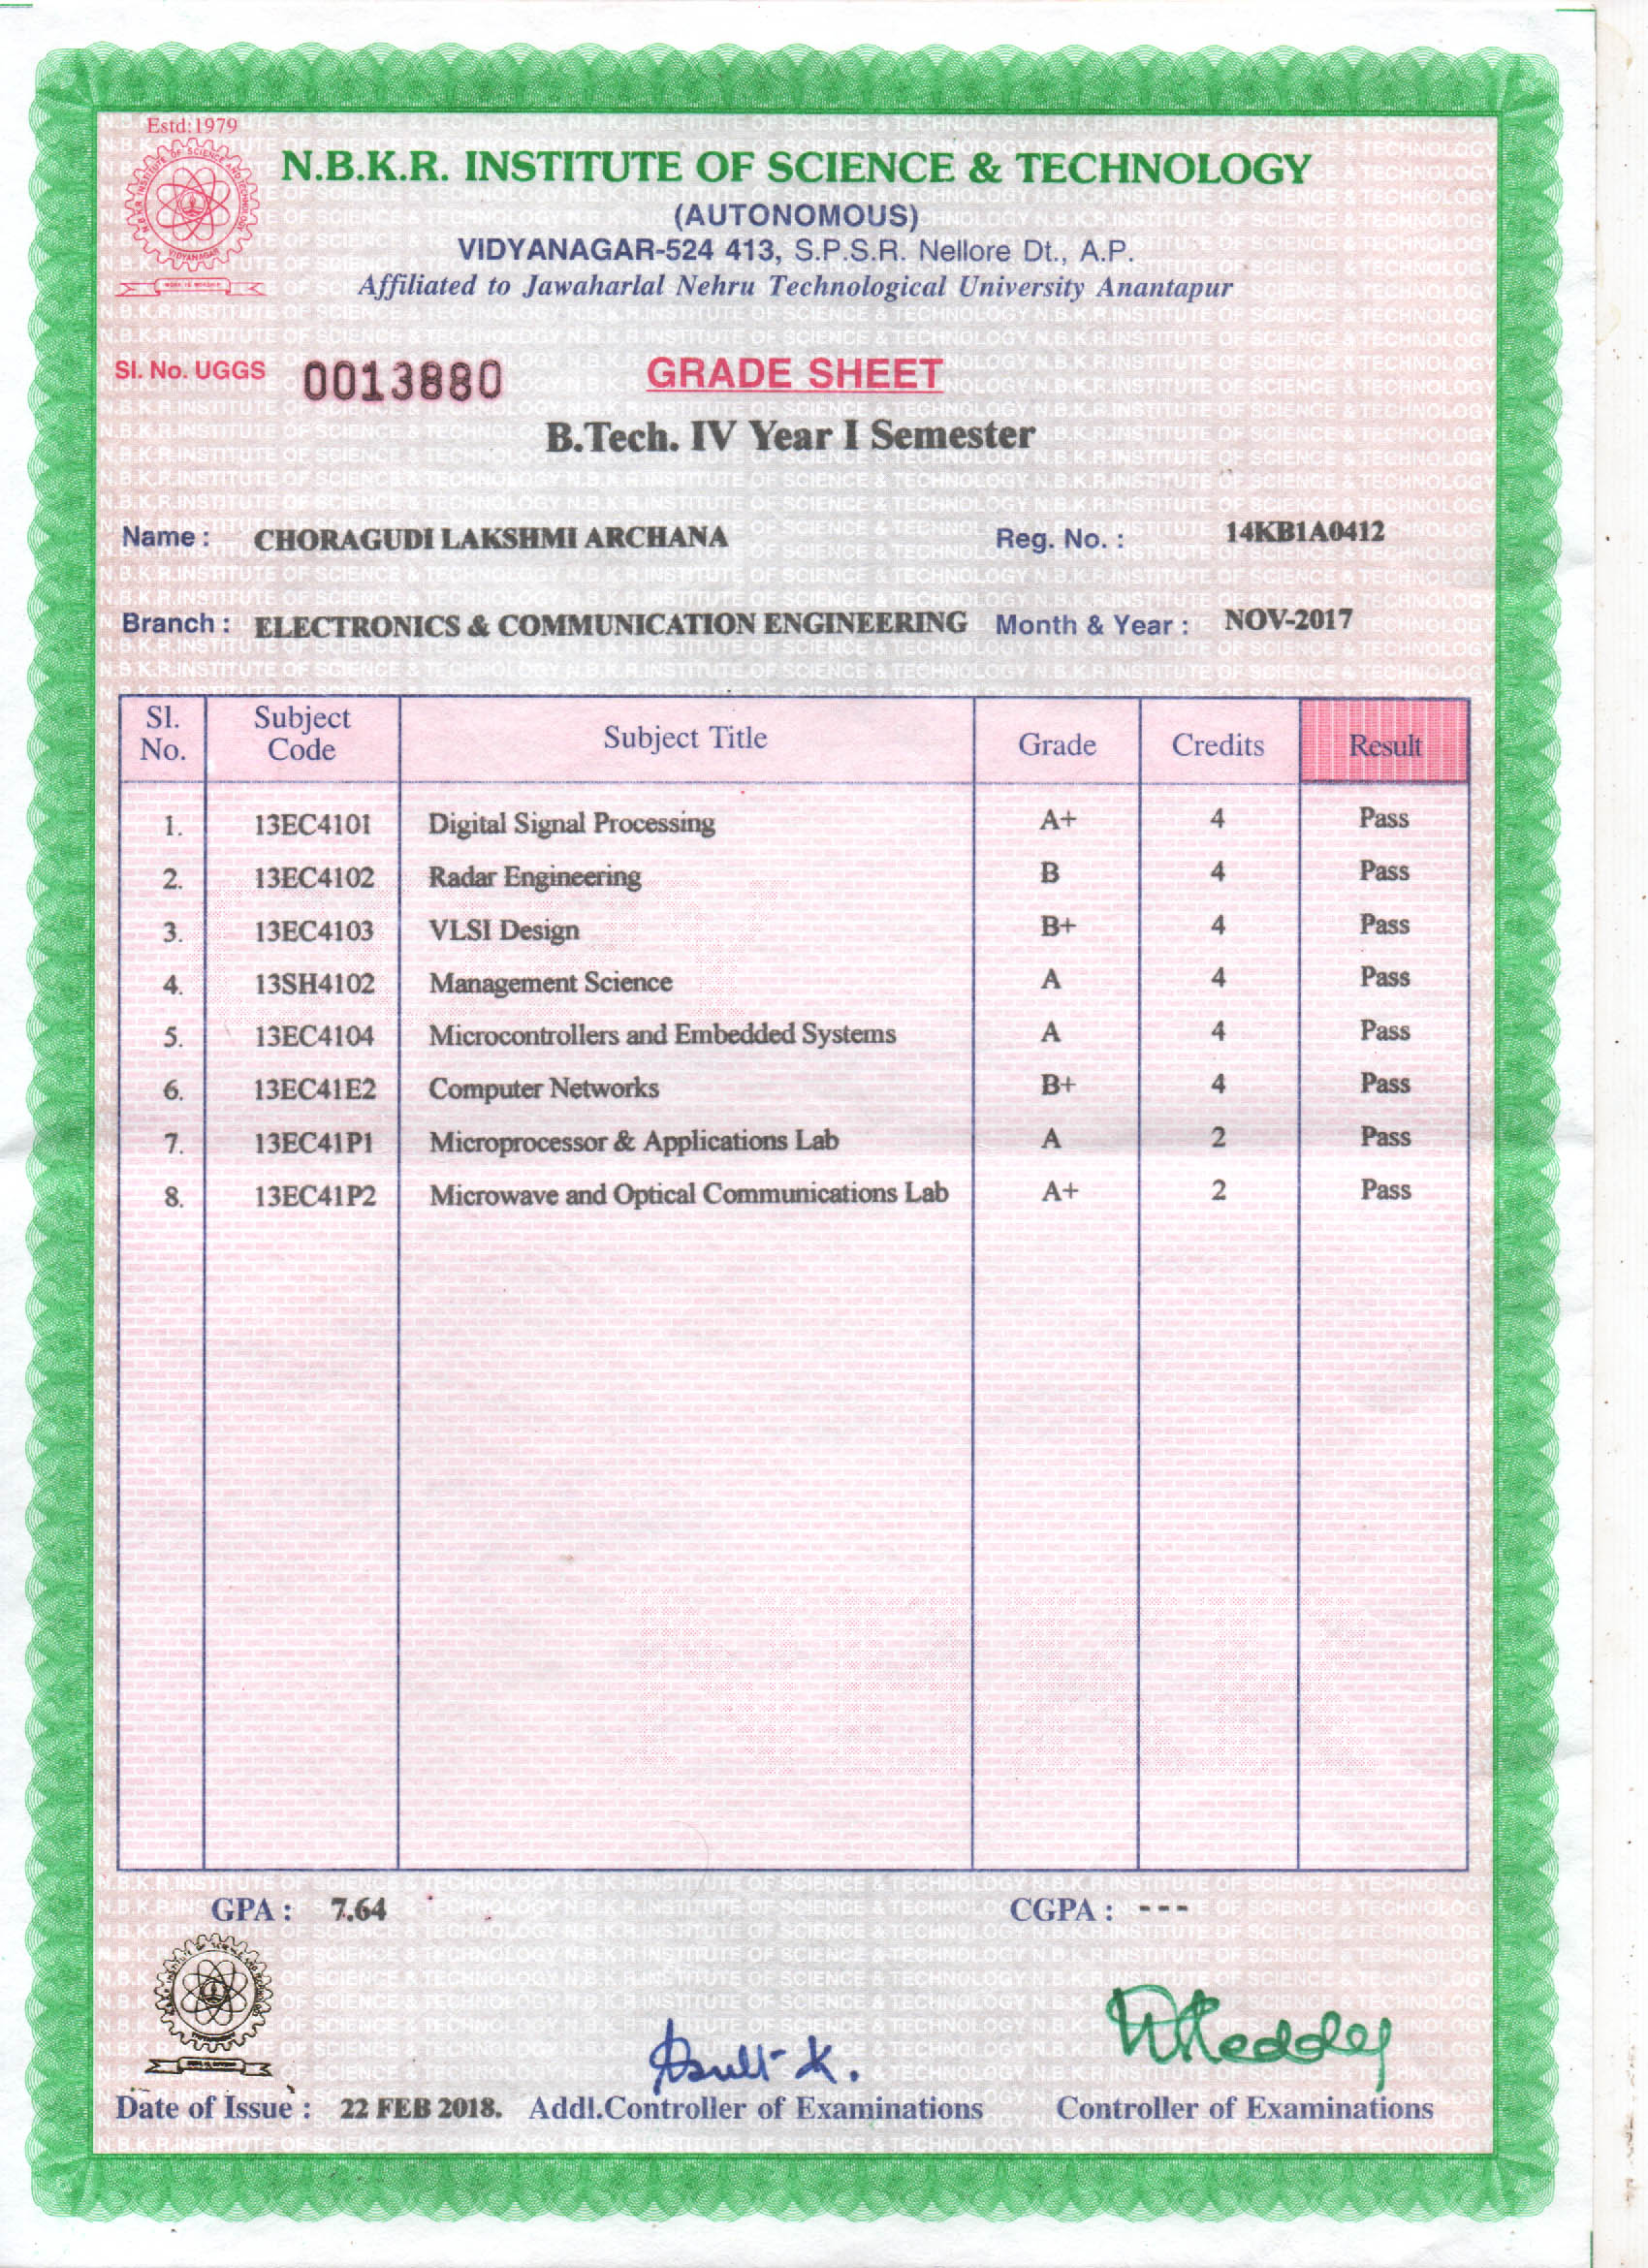 Estd:1979
N.B.K.R. INSTITUTE OF SCIENCE & TECHNOLOGY
(AUTONOMOUS)
VIDYANAGAR-524 413, S.P.S.R. Nellore Dt., A.P.
Affiliated to Jawaharlal Nehru Technological University Anantapur
Sl. No. UGGS 0013880 GRADE SHEET
B.Tech. IV Year I Semester
Name : CHORAGUDI LAKSHMI ARCHANA Reg. No. : 14KB1A0412
Branch : ELECTRONICS & COMMUNICATION ENGINEERING Month & Year : NOV-2017
Sl. No. Subject Code Subject Title Grade Credits Result
1. 13EC4101 Digital Signal Processing A+ 4 Pass
2. 13EC4102 Radar Engineering B 4 Pass
3. 13EC4103 VLSI Design B+ 4 Pass
4. 13SH4102 Management Science A 4 Pass
5. 13EC4104 Microcontrollers and Embedded Systems A 4 Pass
6. 13EC41E2 Computer Networks B+ 4 Pass
7. 13EC41P1 Microprocessor & Applications Lab A 2 Pass
8. 13EC41P2 Microwave and Optical Communications Lab A+ 2 Pass
GPA : 7.64 CGPA : ---
Date of Issue : 22 FEB 2018. Addl.Controller of Examinations Controller of Examinations